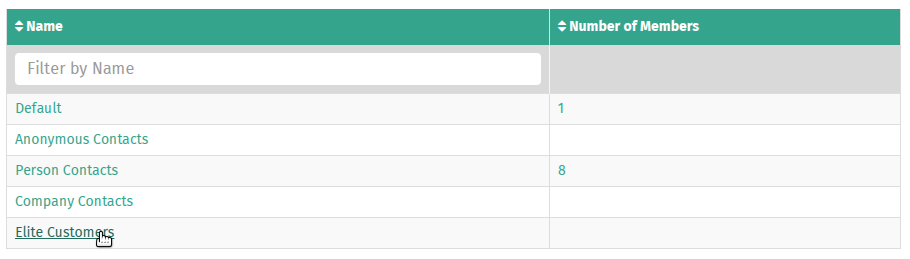 Name Number of Members
Filter by Name
Default 1
Anonymous Contacts
Person Contacts 8
Company Contacts
Elite Customers